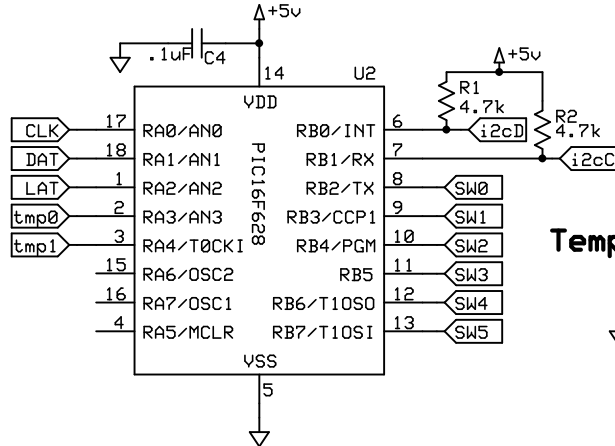 +5v
.1uF C4
14 U2
+5v
VDD
R1
4.7k
R2
4.7k
CLK 17 RA0/AN0 RB0/INT 6 i2cD
DAT 18 RA1/AN1 RB1/RX 7 i2cC
LAT 1 RA2/AN2 RB2/TX 8 SW0
tmp0 2 RA3/AN3 RB3/CCP1 9 SW1
tmp1 3 RA4/T0CKI RB4/PGM 10 SW2
15 RA6/OSC2 RB5 11 SW3
16 RA7/OSC1 RB6/T1OSO 12 SW4
4 RA5/MCLR RB7/T1OSI 13 SW5
PIC16F628
VSS
5
Temp